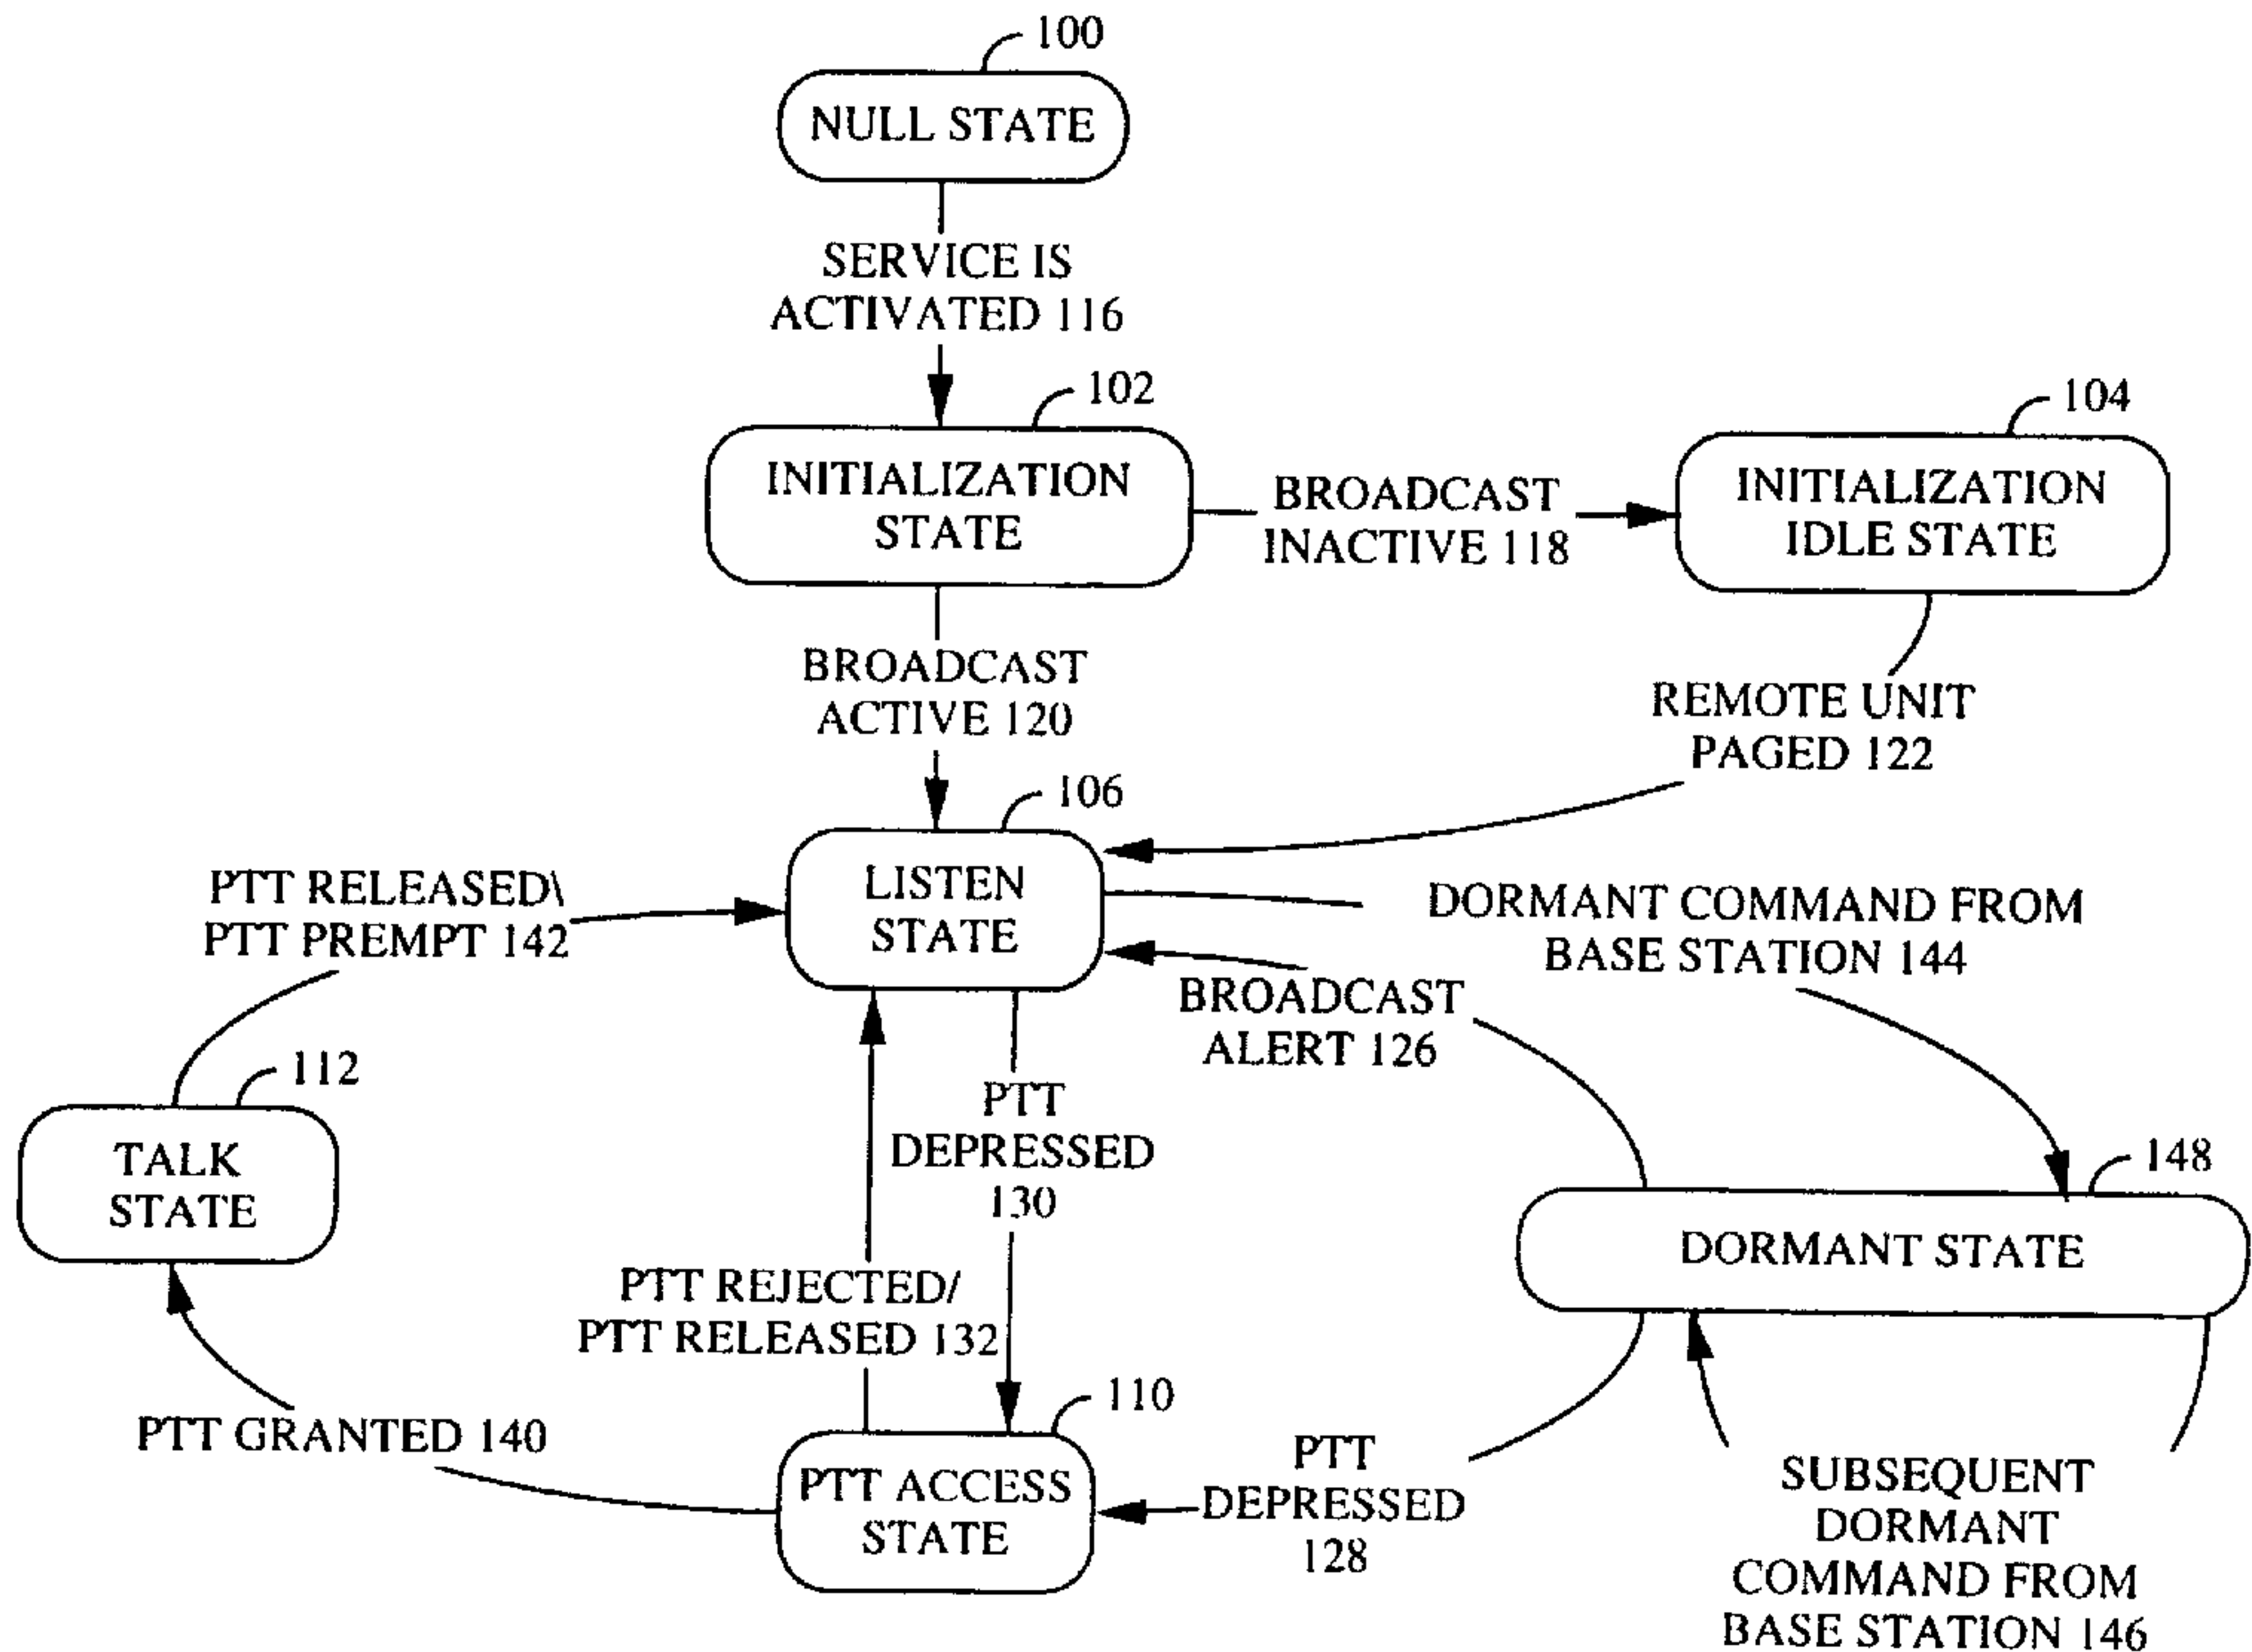 100
NULL STATE
SERVICE IS
ACTIVATED 116
102
INITIALIZATION
STATE
BROADCAST
INACTIVE 118
104
INITIALIZATION
IDLE STATE
BROADCAST
ACTIVE 120
REMOTE UNIT
PAGED 122
106
LISTEN
STATE
PTT RELEASED\
PTT PREMPT 142
DORMANT COMMAND FROM
BASE STATION 144
BROADCAST
ALERT 126
112
TALK
STATE
PTT
DEPRESSED
130
148
DORMANT STATE
PTT REJECTED/
PTT RELEASED 132
PTT GRANTED 140
110
PTT ACCESS
STATE
PTT
DEPRESSED
128
SUBSEQUENT
DORMANT
COMMAND FROM
BASE STATION 146